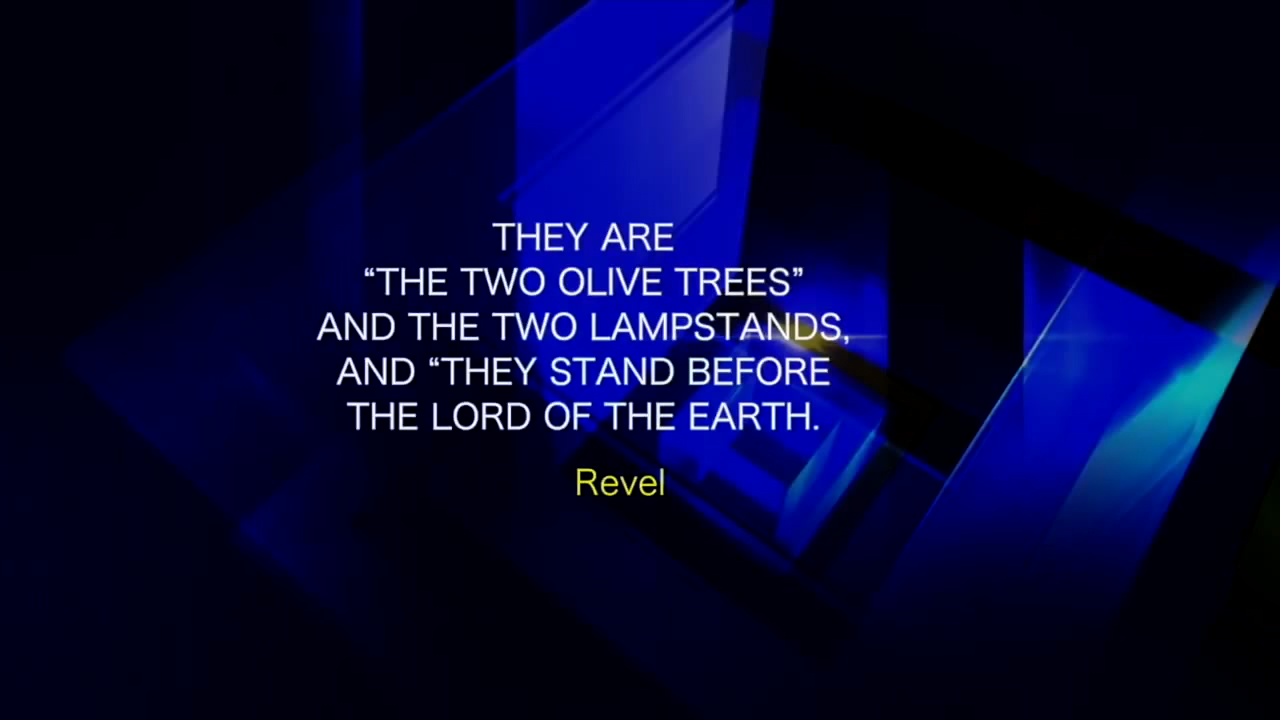 THEY ARE
“THE TWO OLIVE TREES”
AND THE TWO LAMPSTANDS,
AND “THEY STAND BEFORE
THE LORD OF THE EARTH.
Revel